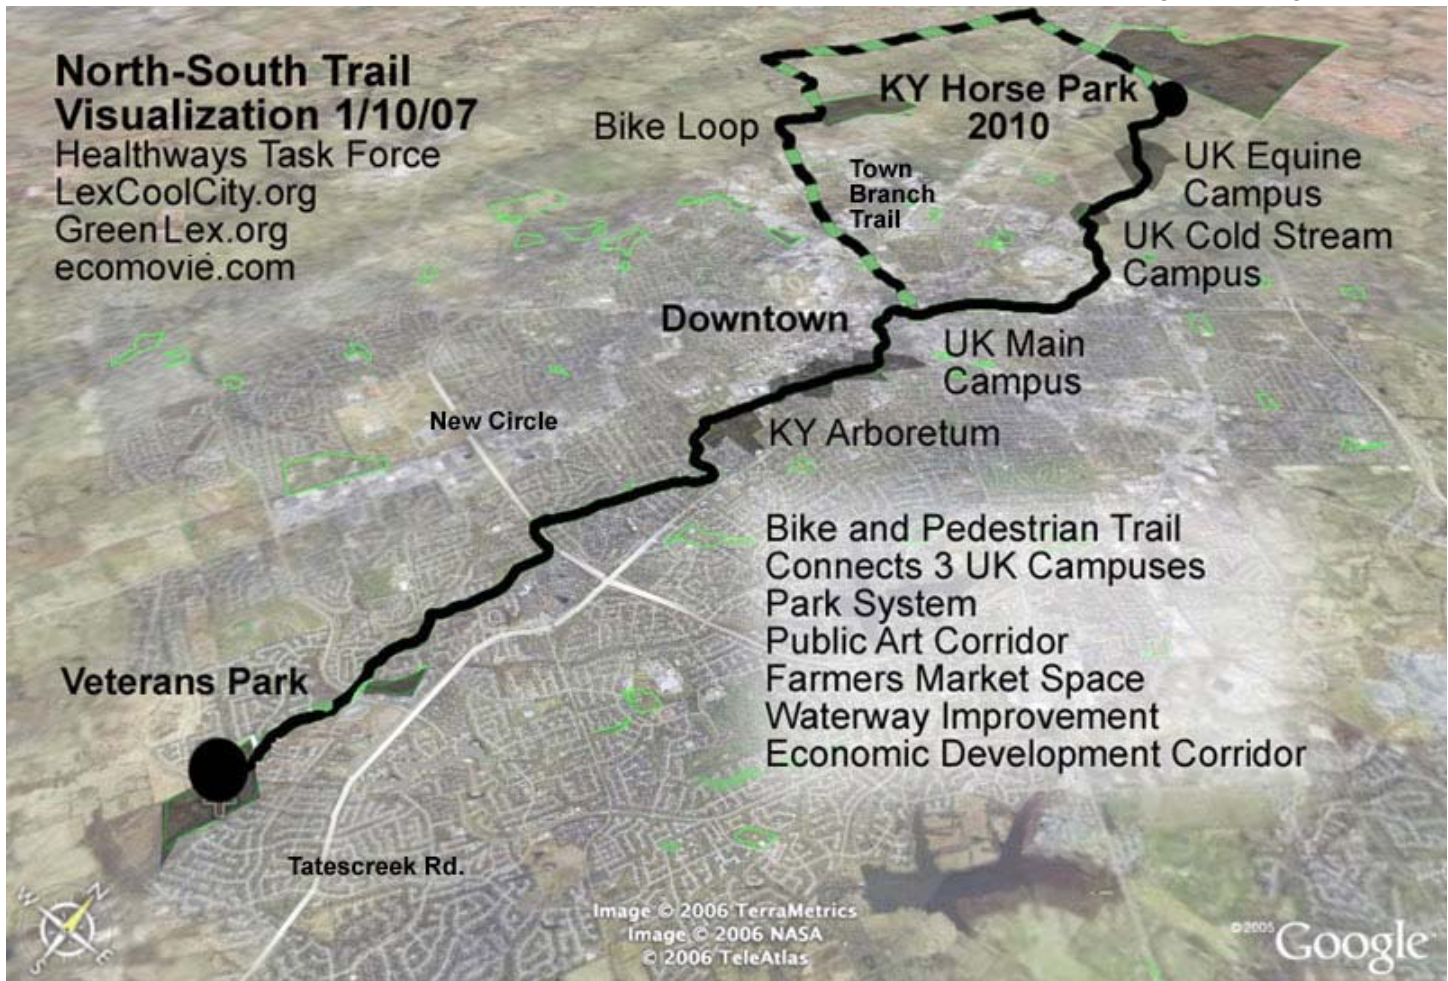 North-South Trail
Visualization 1/10/07
Healthways Task Force
LexCoolCity.org
GreenLex.org
ecomovie.com
KY Horse Park
2010
Bike Loop
Town
Branch
Trail
UK Equine
Campus
UK Cold Stream
Campus
Downtown
UK Main
Campus
New Circle
KY Arboretum
Bike and Pedestrian Trail
Connects 3 UK Campuses
Park System
Public Art Corridor
Farmers Market Space
Waterway Improvement
Economic Development Corridor
Veterans Park
Tatescreek Rd.
W
N
S
E
Image © 2006 TerraMetrics
Image © 2006 NASA
© 2006 TeleAtlas
© 2005 Google